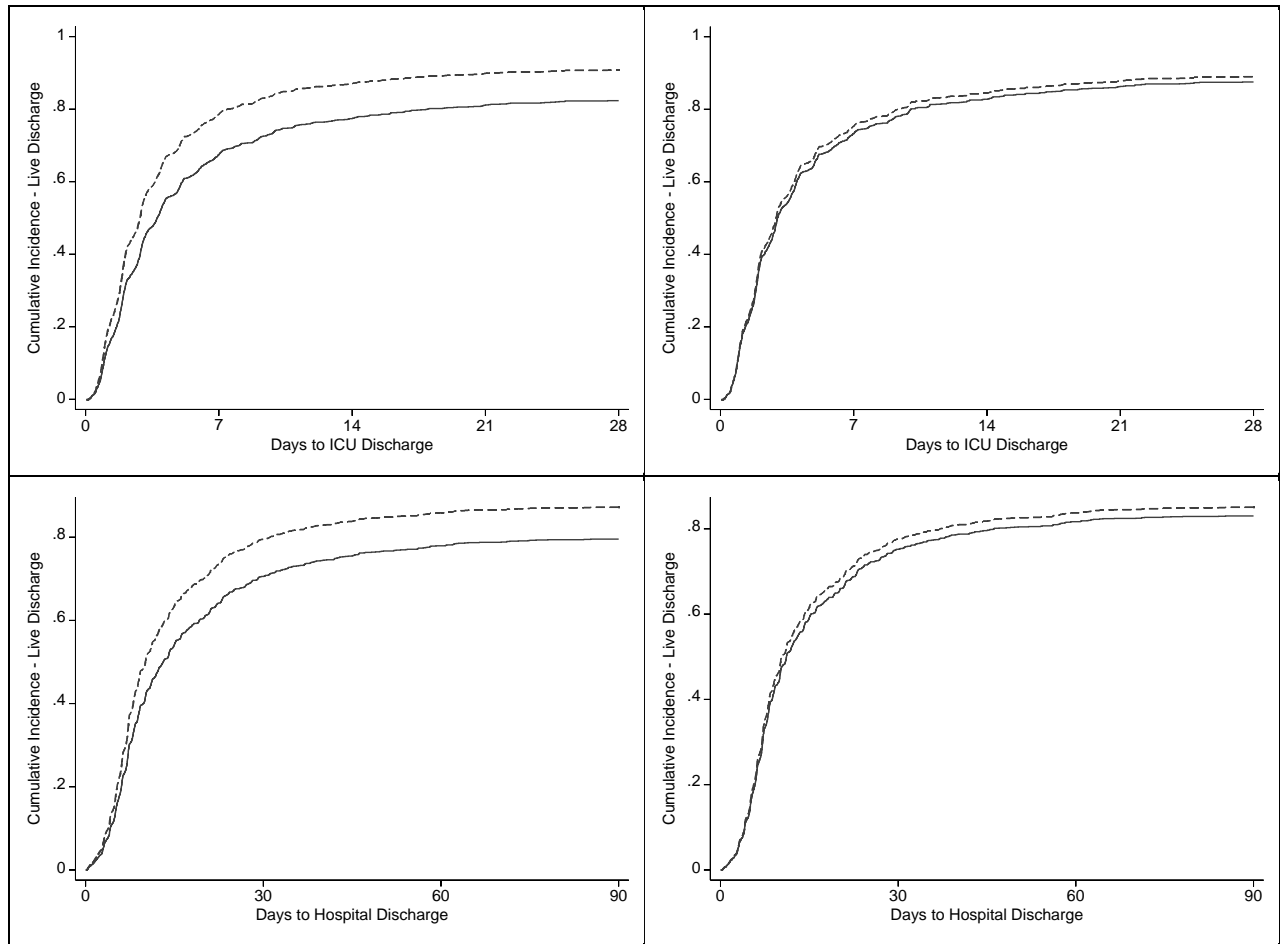 Cumulative Incidence - Live Discharge
1
.8
.6
.4
.2
0
0 7 14 21 28
Days to ICU Discharge
Cumulative Incidence - Live Discharge
1
.8
.6
.4
.2
0
0 7 14 21 28
Days to ICU Discharge
Cumulative Incidence - Live Discharge
.8
.6
.4
.2
0
0 30 60 90
Days to Hospital Discharge
Cumulative Incidence - Live Discharge
.8
.6
.4
.2
0
0 30 60 90
Days to Hospital Discharge